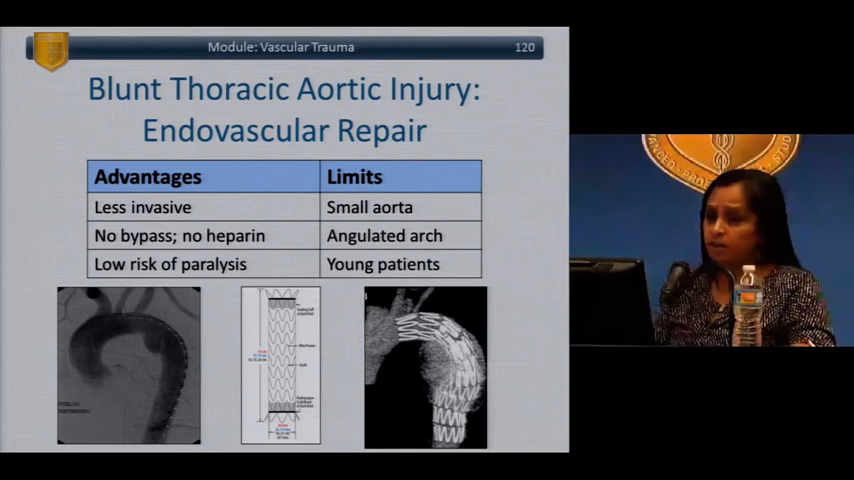 Module: Vascular Trauma
120
Blunt Thoracic Aortic Injury:
Endovascular Repair
Advantages
Limits
Less invasive
Small aorta
No bypass; no heparin
Angulated arch
Low risk of paralysis
Young patients